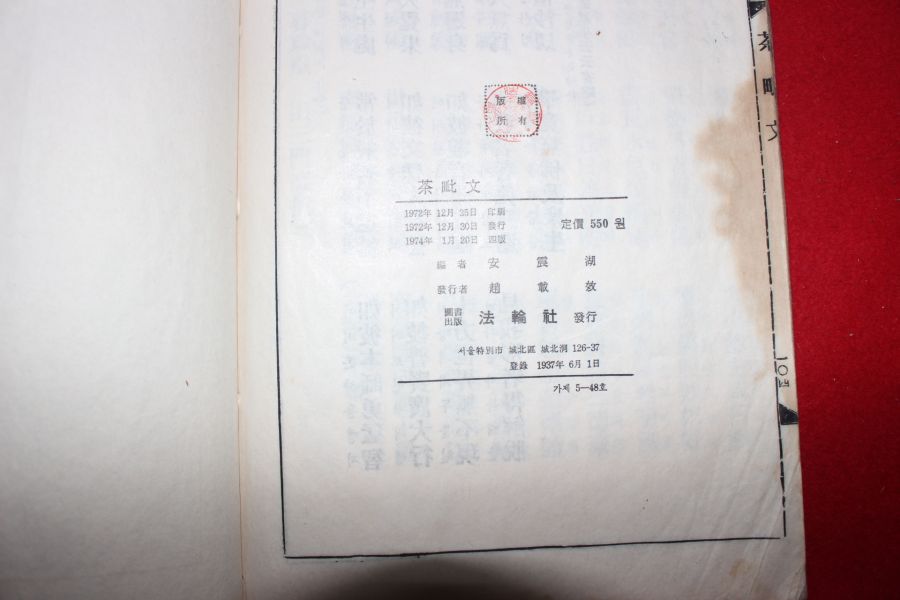 版權
所有
茶毗文
1972年 12月 25日 印刷
1972年 12月 30日 發行
1974年 1月 20日 四版
定價 550 원
編者 安震湖
發行者 趙載敦
圖書出版 法輪社 發行
서울特別市 城北區 城北洞 126-37
登錄 1937年 6月 1日
가제 5—48호
茶毗文